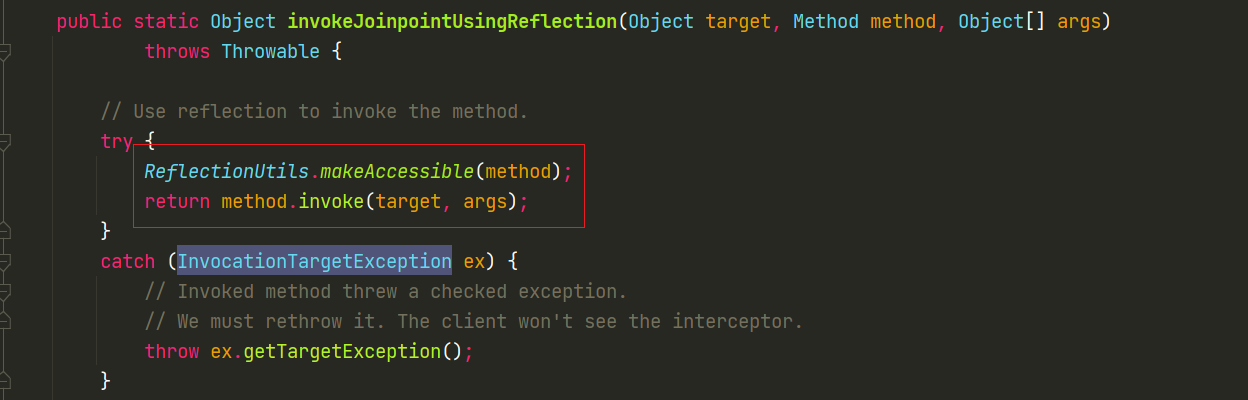 public static Object invokeJoinpointUsingReflection(Object target, Method method, Object[] args)
throws Throwable {
// Use reflection to invoke the method.
try {
ReflectionUtils.makeAccessible(method);
return method.invoke(target, args);
}
catch (InvocationTargetException ex) {
// Invoked method threw a checked exception.
// We must rethrow it. The client won't see the interceptor.
throw ex.getTargetException();
}